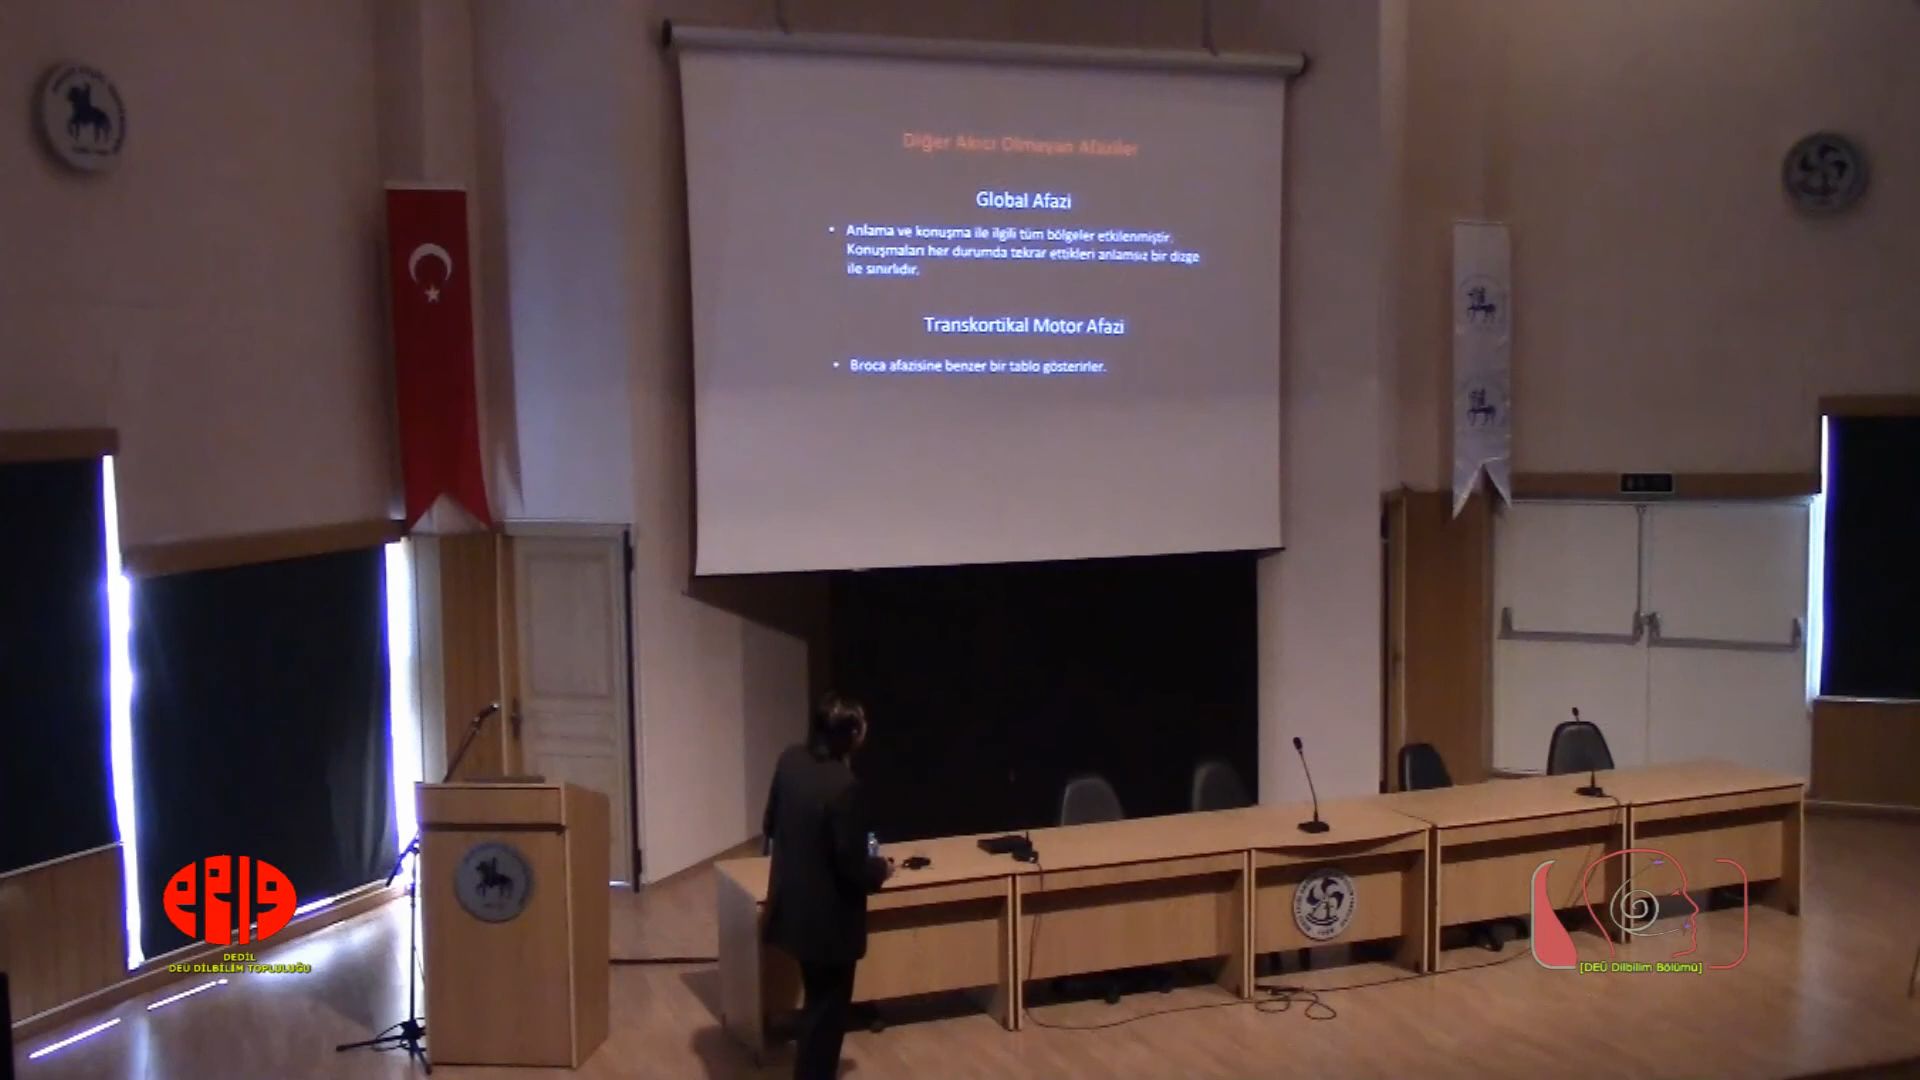 Diğer Akıcı Olmayan Afaziler
Global Afazi
• Anlama ve konuşma ile ilgili tüm bölgeler etkilenmiştir.
Konuşmaları her durumda tekrar ettikleri anlamsız bir dizge
ile sınırlıdır.
Transkortikal Motor Afazi
• Broca afazisine benzer bir tablo gösterirler.
DEDİL
DEÜ DİLBİLİM TOPLULUĞU
[DEÜ Dilbilim Bölümü]